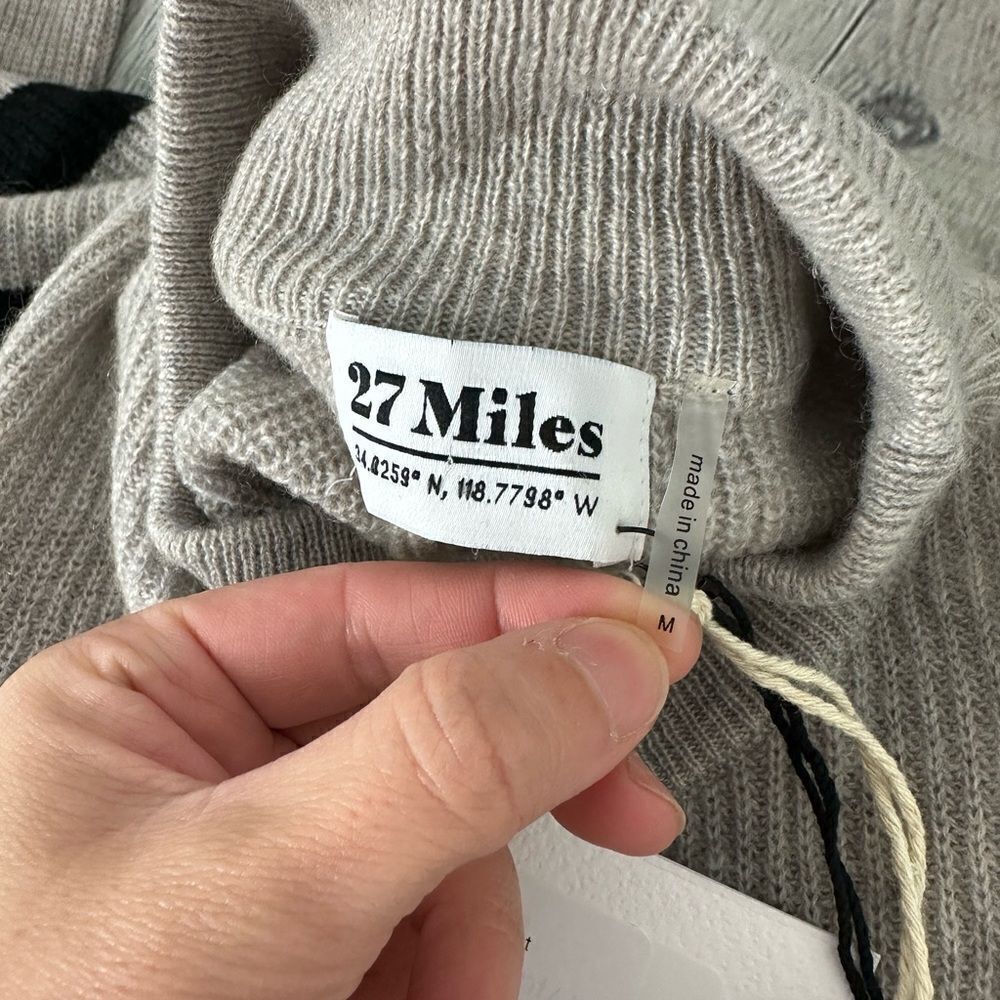 27 Miles
34.0259° N, 118.7798° W
made in china
M
t